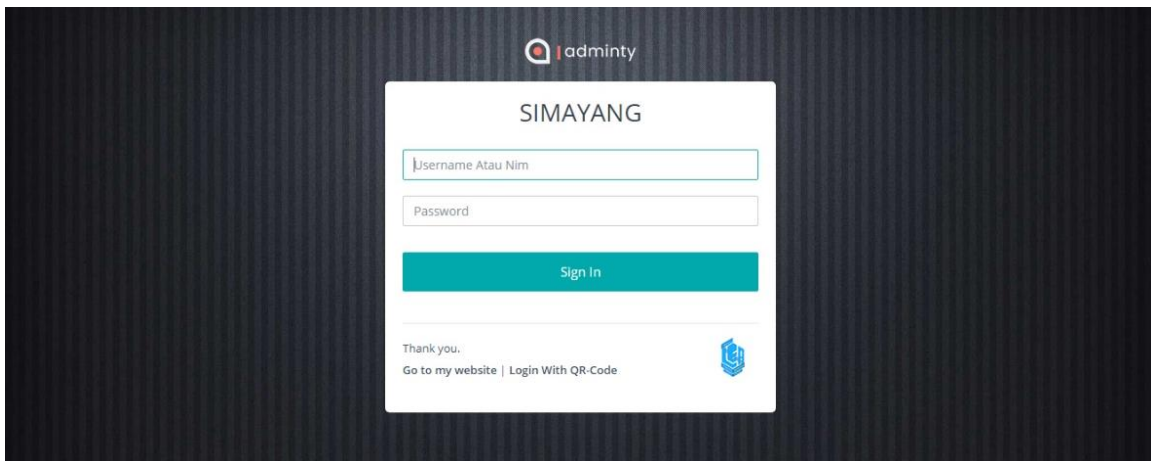 adminty
SIMAYANG
Username Atau Nim
Password
Sign In
Thank you.
Go to my website | Login With QR-Code